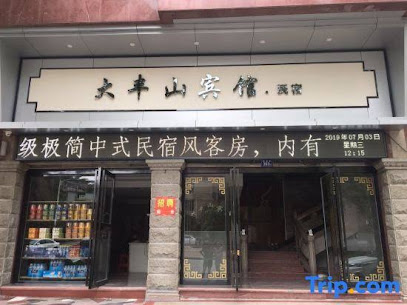 大丰山宾馆.民宿
级极简中式民宿风客房，内有
2019年07月03日
星期三
12:15
招聘
Trip.com